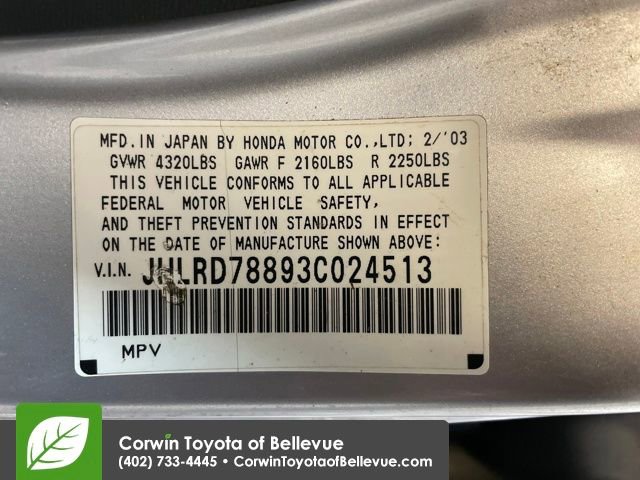 MFD.IN JAPAN BY HONDA MOTOR CO.,LTD; 2/'03
GVWR 4320LBS GAWR F 2160LBS R 2250LBS
THIS VEHICLE CONFORMS TO ALL APPLICABLE
FEDERAL MOTOR VEHICLE SAFETY,
AND THEFT PREVENTION STANDARDS IN EFFECT
ON THE DATE OF MANUFACTURE SHOWN ABOVE:
V.I.N. JHLRD78893C024513
MPV
Corwin Toyota of Bellevue
(402) 733-4445 • CorwinToyotaofBellevue.com